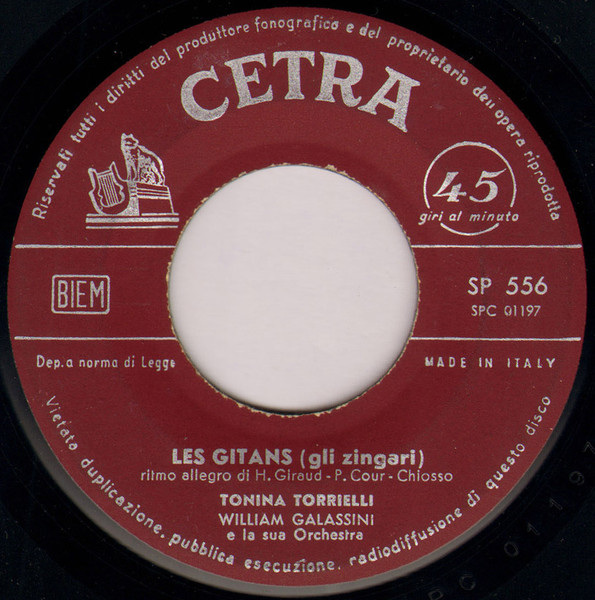 Riservati tutti i diritti del produttore fonografico e del proprietario dell'opera riprodotta
CETRA
45
giri al minuto
BIEM
SP 556
SPC 01197
Dep. a norma di Legge
MADE IN ITALY
LES GITANS (gli zingari)
ritmo allegro di H. Giraud - P. Cour - Chiosso
TONINA TORRIELLI
WILLIAM GALASSINI
e la sua Orchestra
Vietata duplicazione, pubblica esecuzione, radiodiffusione di questo disco
PC 01197